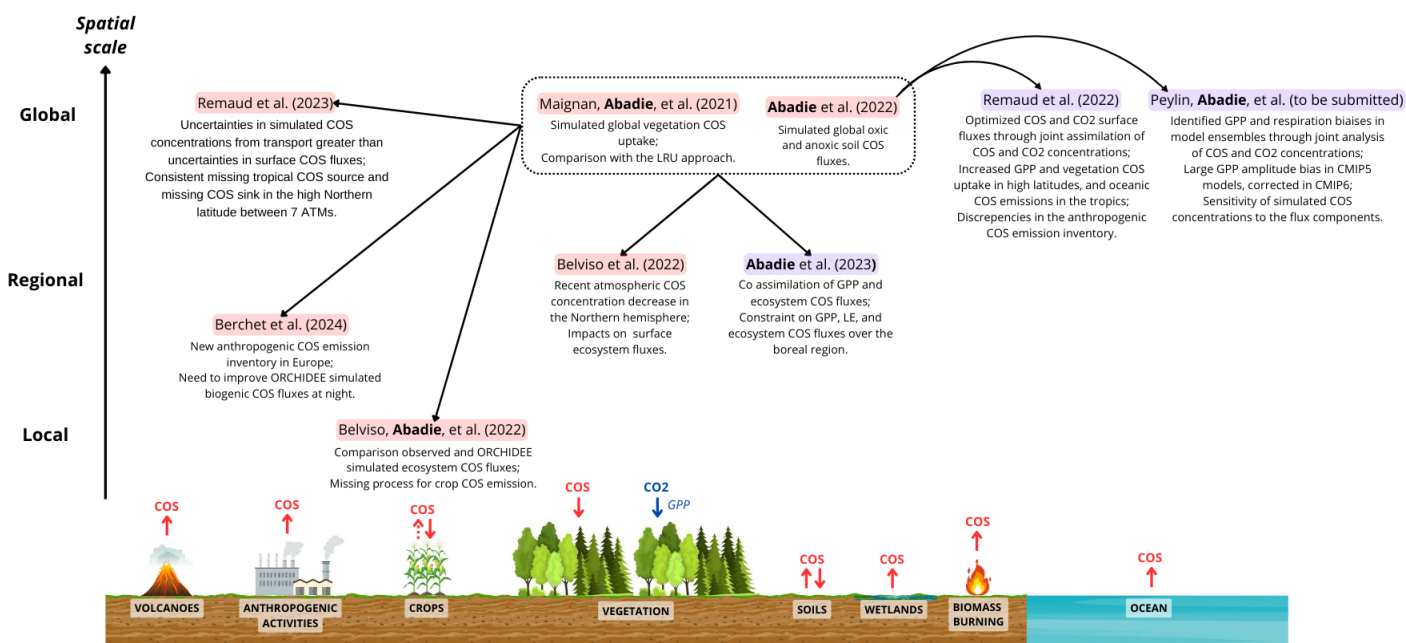 Spatial
scale
Global
Regional
Local
Remaud et al. (2023)
Uncertainties in simulated COS
concentrations from transport greater than
uncertainties in surface COS fluxes;
Consistent missing tropical COS source and
missing COS sink in the high Northern
latitude between 7 ATMs.
Maignan, Abadie, et al. (2021)
Simulated global vegetation COS
uptake;
Comparison with the LRU approach.
Abadie et al. (2022)
Simulated global oxic
and anoxic soil COS
fluxes.
Remaud et al. (2022)
Optimized COS and CO2 surface
fluxes through joint assimilation of
COS and CO2 concentrations;
Increased GPP and vegetation COS
uptake in high latitudes, and oceanic
COS emissions in the tropics;
Discrepencies in the anthropogenic
COS emission inventory.
Peylin, Abadie, et al. (to be submitted)
Identified GPP and respiration biaises in
model ensembles through joint analysis
of COS and CO2 concentrations;
Large GPP amplitude bias in CMIP5
models, corrected in CMIP6;
Sensitivity of simulated COS
concentrations to the flux components.
Belviso et al. (2022)
Recent atmospheric COS
concentration decrease in
the Northern hemisphere;
Impacts on surface
ecosystem fluxes.
Abadie et al. (2023)
Co assimilation of GPP and
ecosystem COS fluxes;
Constraint on GPP, LE, and
ecosystem COS fluxes over the
boreal region.
Berchet et al. (2024)
New anthropogenic COS emission
inventory in Europe;
Need to improve ORCHIDEE simulated
biogenic COS fluxes at night.
Belviso, Abadie, et al. (2022)
Comparison observed and ORCHIDEE
simulated ecosystem COS fluxes;
Missing process for crop COS emission.
COS
COS
COS
COS
CO2
GPP
COS
COS
COS
COS
VOLCANOES
ANTHROPOGENIC
ACTIVITIES
CROPS
VEGETATION
SOILS
WETLANDS
BIOMASS
BURNING
OCEAN